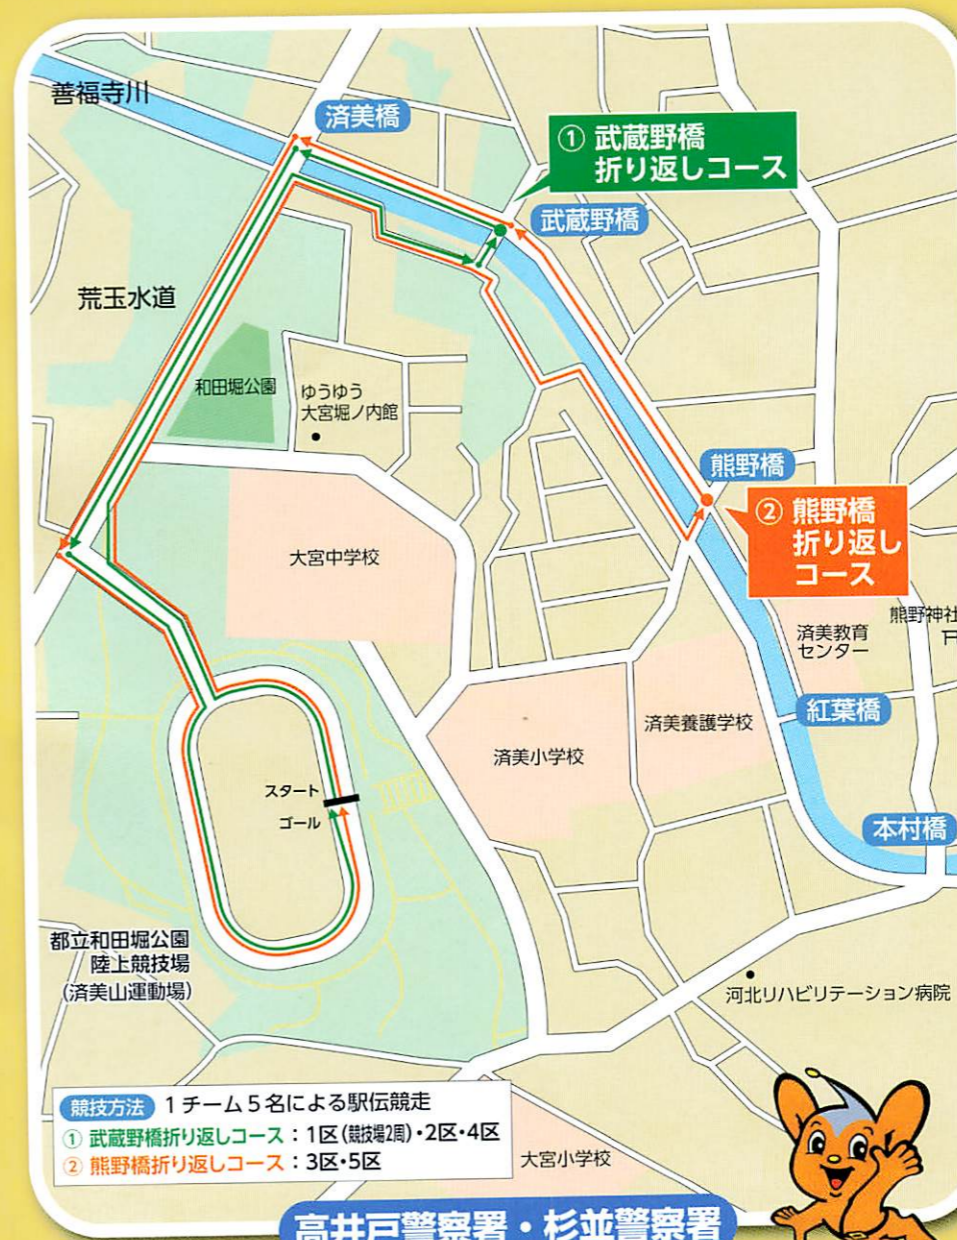 善福寺川
済美橋
① 武蔵野橋
折り返しコース
武蔵野橋
荒玉水道
和田堀公園
ゆうゆう
大宮堀ノ内館
熊野橋
② 熊野橋
折り返し
コース
大宮中学校
熊野神社
済美教育
センター
紅葉橋
済美養護学校
済美小学校
スタート
ゴール
本村橋
都立和田堀公園
陸上競技場
(済美山運動場)
河北リハビリテーション病院
競技方法 1チーム5名による駅伝競走
① 武蔵野橋折り返しコース：1区(競技場2周)・2区・4区
② 熊野橋折り返しコース：3区・5区
大宮小学校
高井戸警察署・杉並警察署